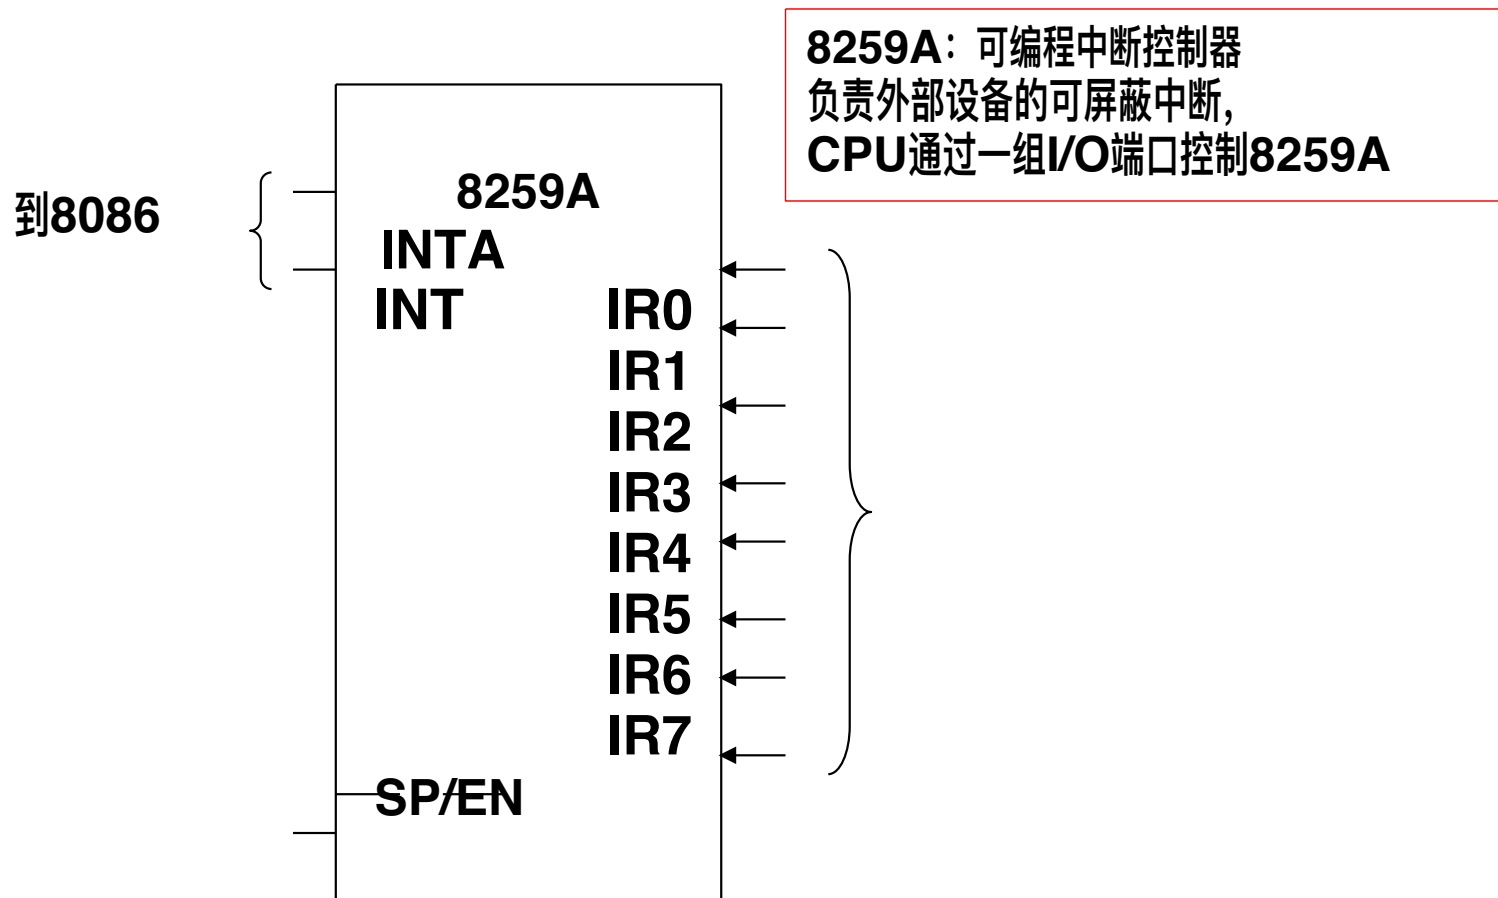 8259A：可编程中断控制器
负责外部设备的可屏蔽中断，
CPU通过一组I/O端口控制8259A
到8086
8259A
INTA
INT
IR0
IR1
IR2
IR3
IR4
IR5
IR6
IR7
SP/EN